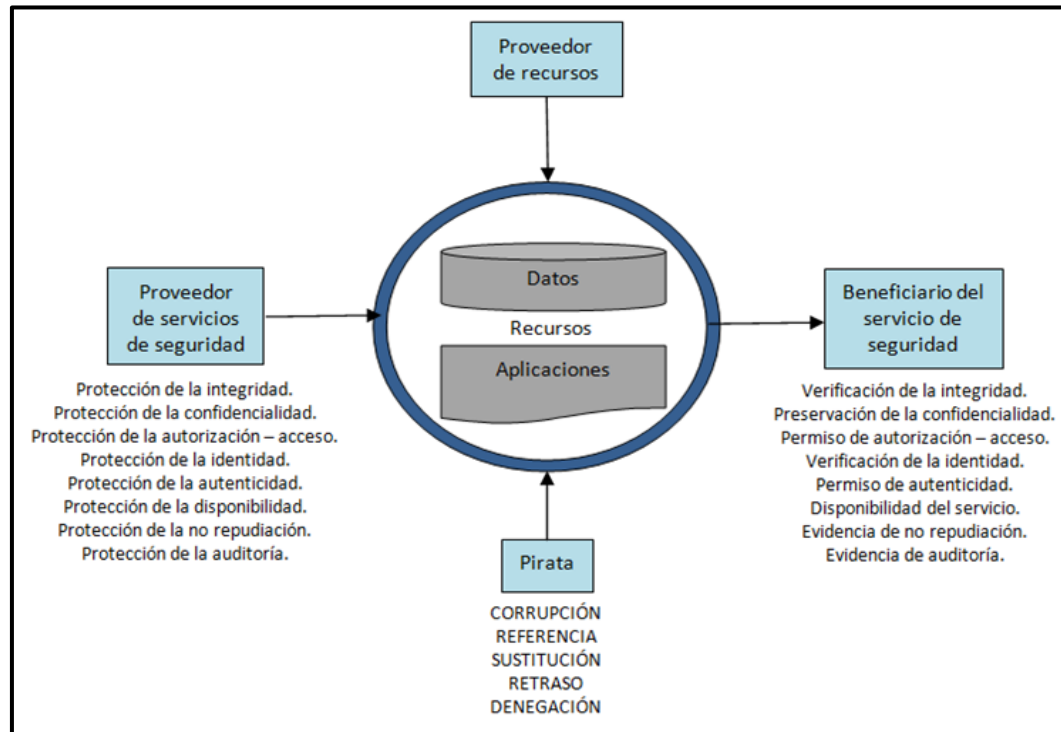 Proveedor
de recursos
Datos
Recursos
Aplicaciones
Proveedor
de servicios
de seguridad
Protección de la integridad.
Protección de la confidencialidad.
Protección de la autorización – acceso.
Protección de la identidad.
Protección de la autenticidad.
Protección de la disponibilidad.
Protección de la no repudiación.
Protección de la auditoría.
Beneficiario del
servicio de
seguridad
Verificación de la integridad.
Preservación de la confidencialidad.
Permiso de autorización – acceso.
Verificación de la identidad.
Permiso de autenticidad.
Disponibilidad del servicio.
Evidencia de no repudiación.
Evidencia de auditoría.
Pirata
CORRUPCIÓN
REFERENCIA
SUSTITUCIÓN
RETRASO
DENEGACIÓN